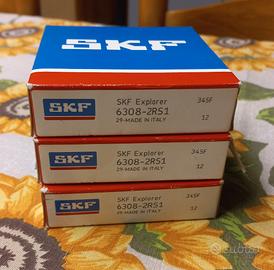 SKF
SKF
SKF Explorer
6308-2RS1
29-MADE IN ITALY
345F
12
SKF
SKF Explorer
6308-2RS1
29-MADE IN ITALY
345F
12
SKF
SKF Explorer
6308-2RS1
29-MADE IN ITALY
345F
12
subito